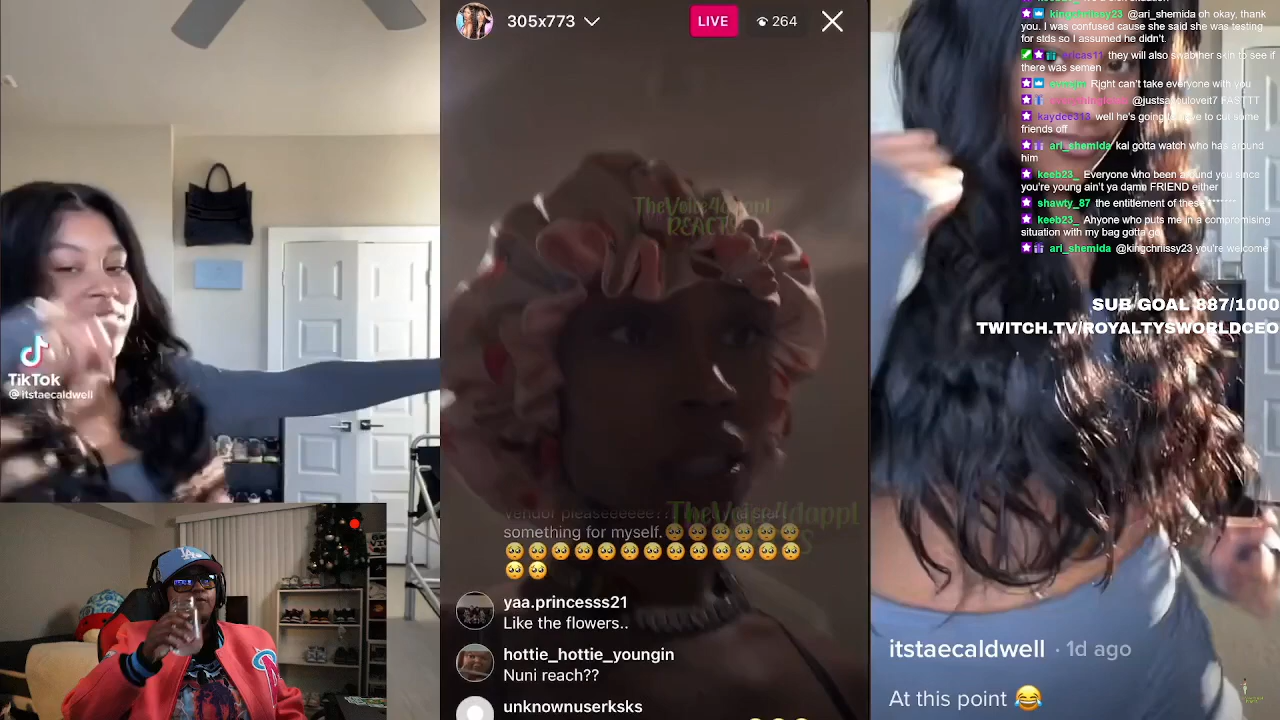 305x773
LIVE
264
TikTok
@itstaecaldwell
TheVoice4dappt
REACTS
something for myself.🥺🥺🥺🥺🥺🥺
🥺🥺🥺🥺🥺🥺🥺🥺🥺🥺🥺🥺🥺
🥺🥺
yaa.princesss21
Like the flowers..
hottie_hottie_youngin
Nuni reach??
unknownuserksks
kingchrissy23 @ari_shemida oh okay, thank
you. I was confused cause she said she was testing
for stds so I assumed he didn't.
they will also swab her skin to see if
there was semen
Right can't take everyone with you
@justsayouloveit7 FASTTT
kaydee313 well he's going to have to cut some
friends off
ari_shemida kai gotta watch who has around
him
keeb23_ Everyone who been around you since
you're young ain't ya damn FRIEND either
shawty_87 the entitlement of these *******
keeb23_ Anyone who puts me in a compromising
situation with my bag gotta go
ari_shemida @kingchrissy23 you're welcome
SUB GOAL 887/1000
TWITCH.TV/ROYALTYSWORLDCEO
itstaecaldwell · 1d ago
At this point 😂